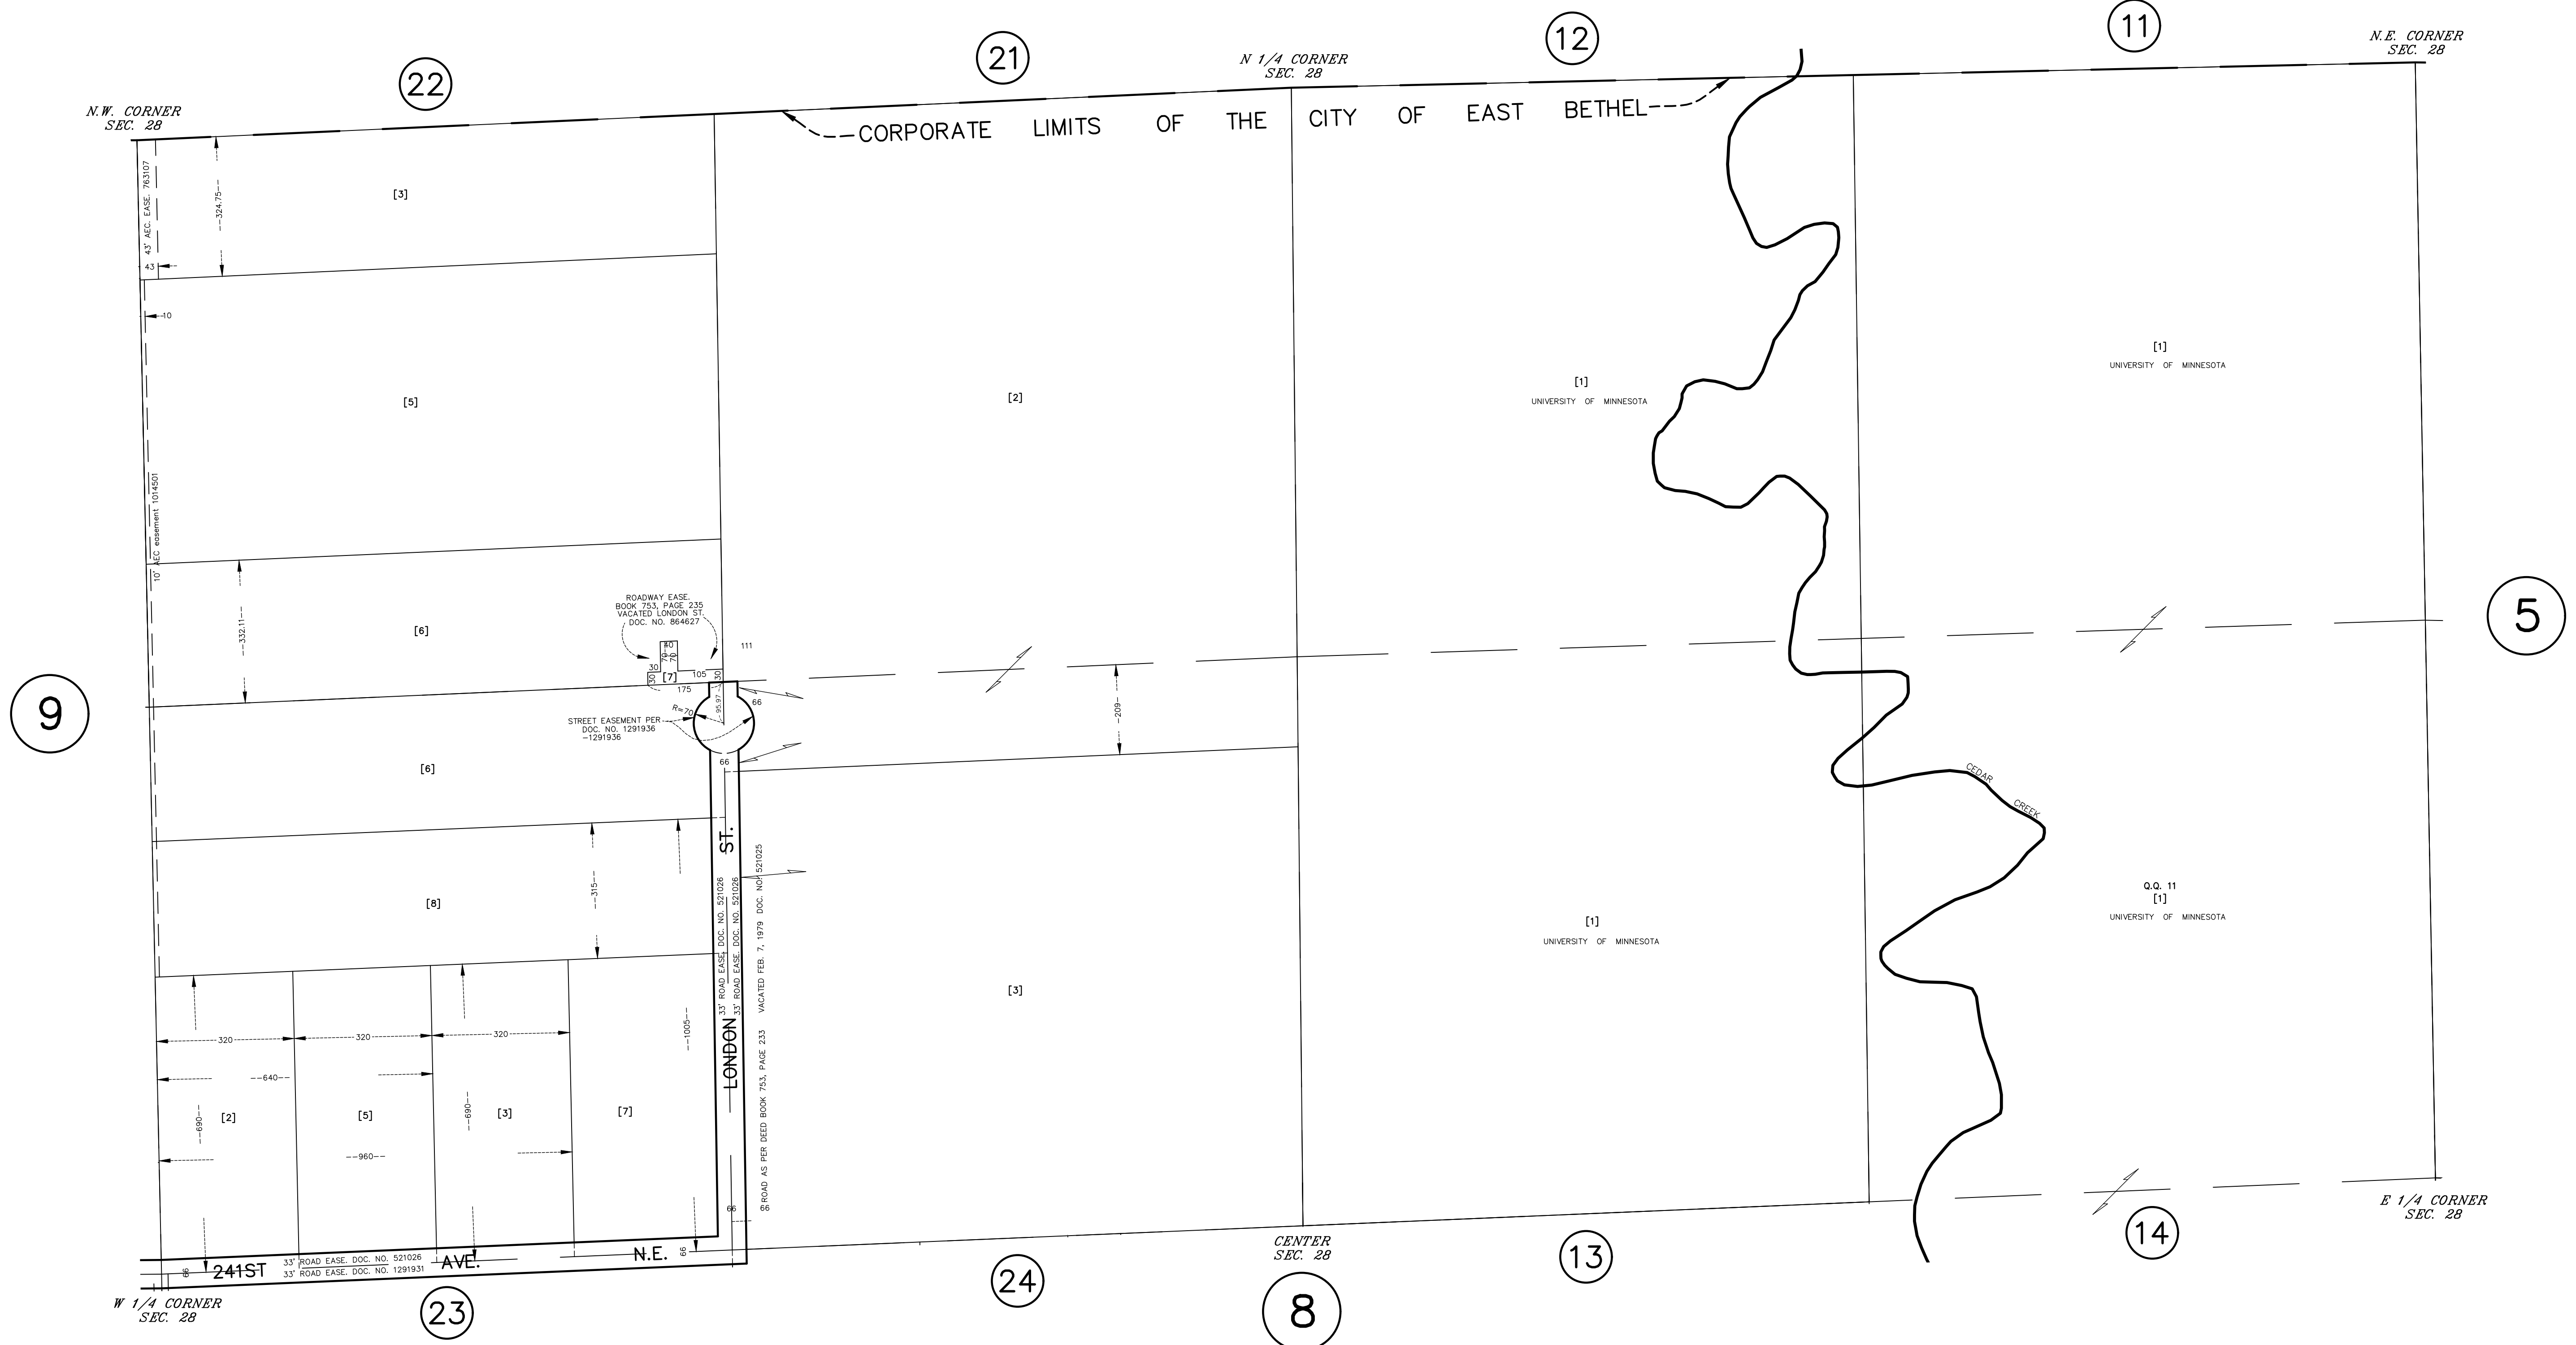 11
12
21
22
N.E. CORNER
SEC. 28
N 1/4 CORNER
SEC. 28
N.W. CORNER
SEC. 28
CORPORATE LIMITS OF THE CITY OF EAST BETHEL
43' AEC. EASE. 763107
--324.75--
[3]
43
10
[5]
[2]
[1]
UNIVERSITY OF MINNESOTA
[1]
UNIVERSITY OF MINNESOTA
10' AEC easement 1014501
--332.11--
[6]
ROADWAY EASE.
BOOK 753, PAGE 235
VACATED LONDON ST.
DOC. NO. 864627
40
70
70
30
30
[7]
105
30
175
111
5
9
R=70
95.97
66
STREET EASEMENT PER
DOC. NO. 1291936
-1291936
--209--
66
[6]
CEDAR
CREEK
ST.
[8]
--315--
33' ROAD EASE. DOC. NO. 521026
33' ROAD EASE. DOC. NO. 521026
VACATED FEB. 7, 1979 DOC. NO. 521025
Q.Q. 11
[1]
UNIVERSITY OF MINNESOTA
[1]
UNIVERSITY OF MINNESOTA
[3]
320
320
320
--1005--
LONDON
ROAD AS PER DEED BOOK 753, PAGE 233
--640--
--690--
[2]
[5]
--690--
[3]
[7]
--960--
66
66
E 1/4 CORNER
SEC. 28
66
66
241ST
33' ROAD EASE. DOC. NO. 521026
33' ROAD EASE. DOC. NO. 1291931
AVE.
N.E.
CENTER
SEC. 28
W 1/4 CORNER
SEC. 28
23
24
8
13
14